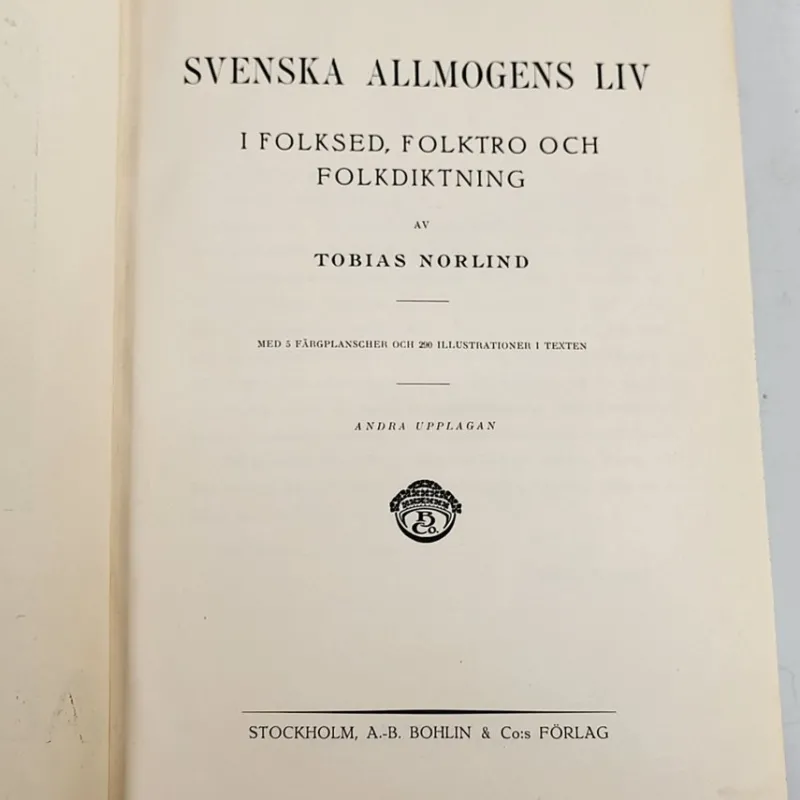 SVENSKA ALLMOGENS LIV
I FOLKSED, FOLKTRO OCH
FOLKDIKTNING
AV
TOBIAS NORLIND
MED 5 FÄRGPLANSCHER OCH 290 ILLUSTRATIONER I TEXTEN
ANDRA UPPLAGAN
B
Co.
STOCKHOLM, A.-B. BOHLIN & Co:s FÖRLAG